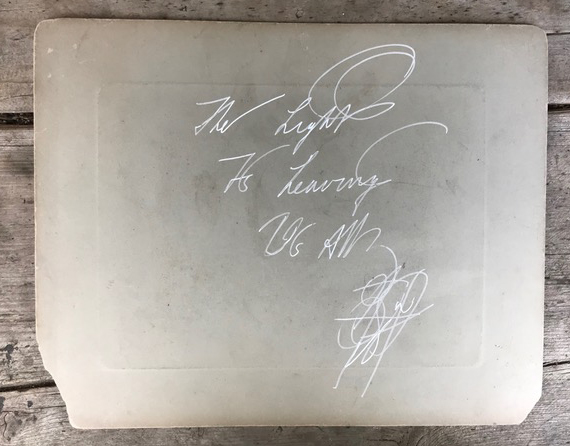 The Light
Is Leaving
Us All